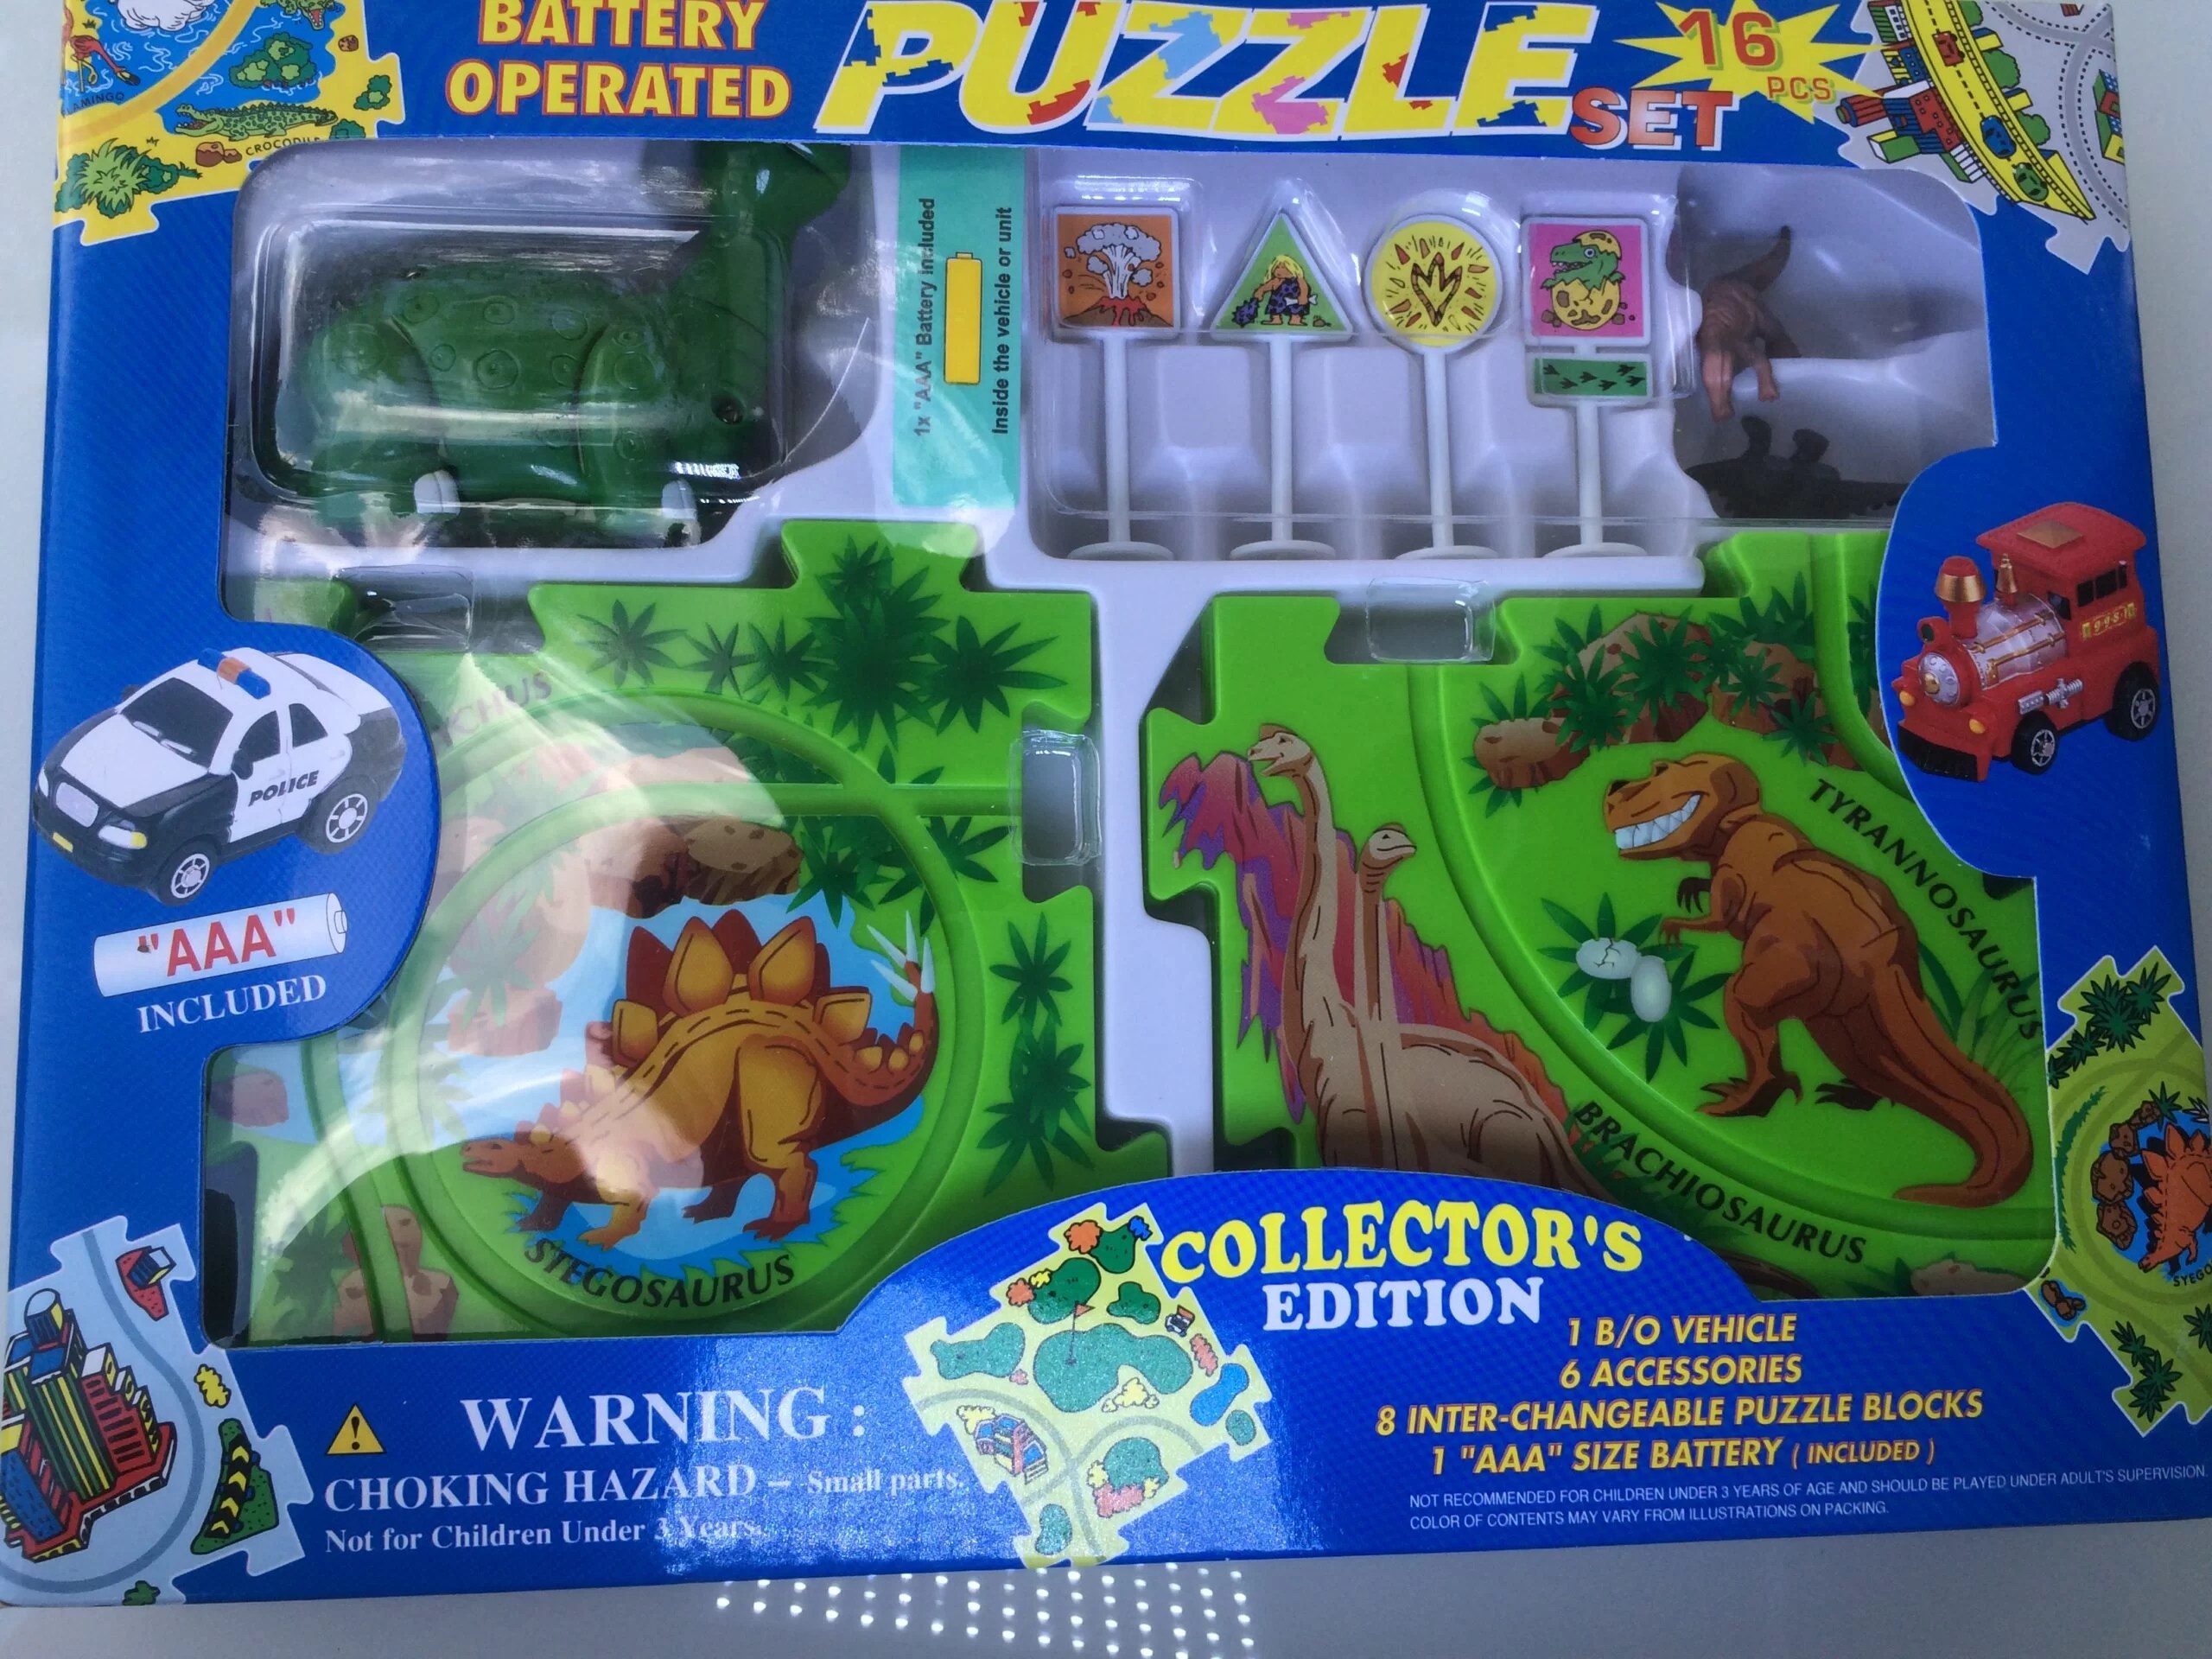 BATTERY
OPERATED
PUZZLE
SET
16
PCS
CROCODILE
1x "AAA" Battery included
Inside the vehicle or unit
POLICE
"AAA"
INCLUDED
STEGOSAURUS
TYRANNOSAURUS
BRACHIOSAURUS
COLLECTOR'S
EDITION
1 B/O VEHICLE
6 ACCESSORIES
8 INTER-CHANGEABLE PUZZLE BLOCKS
1 "AAA" SIZE BATTERY ( INCLUDED )
NOT RECOMMENDED FOR CHILDREN UNDER 3 YEARS OF AGE AND SHOULD BE PLAYED UNDER ADULT'S SUPERVISION.
COLOR OF CONTENTS MAY VARY FROM ILLUSTRATIONS ON PACKING.
WARNING :
CHOKING HAZARD – Small parts.
Not for Children Under 3 Years.